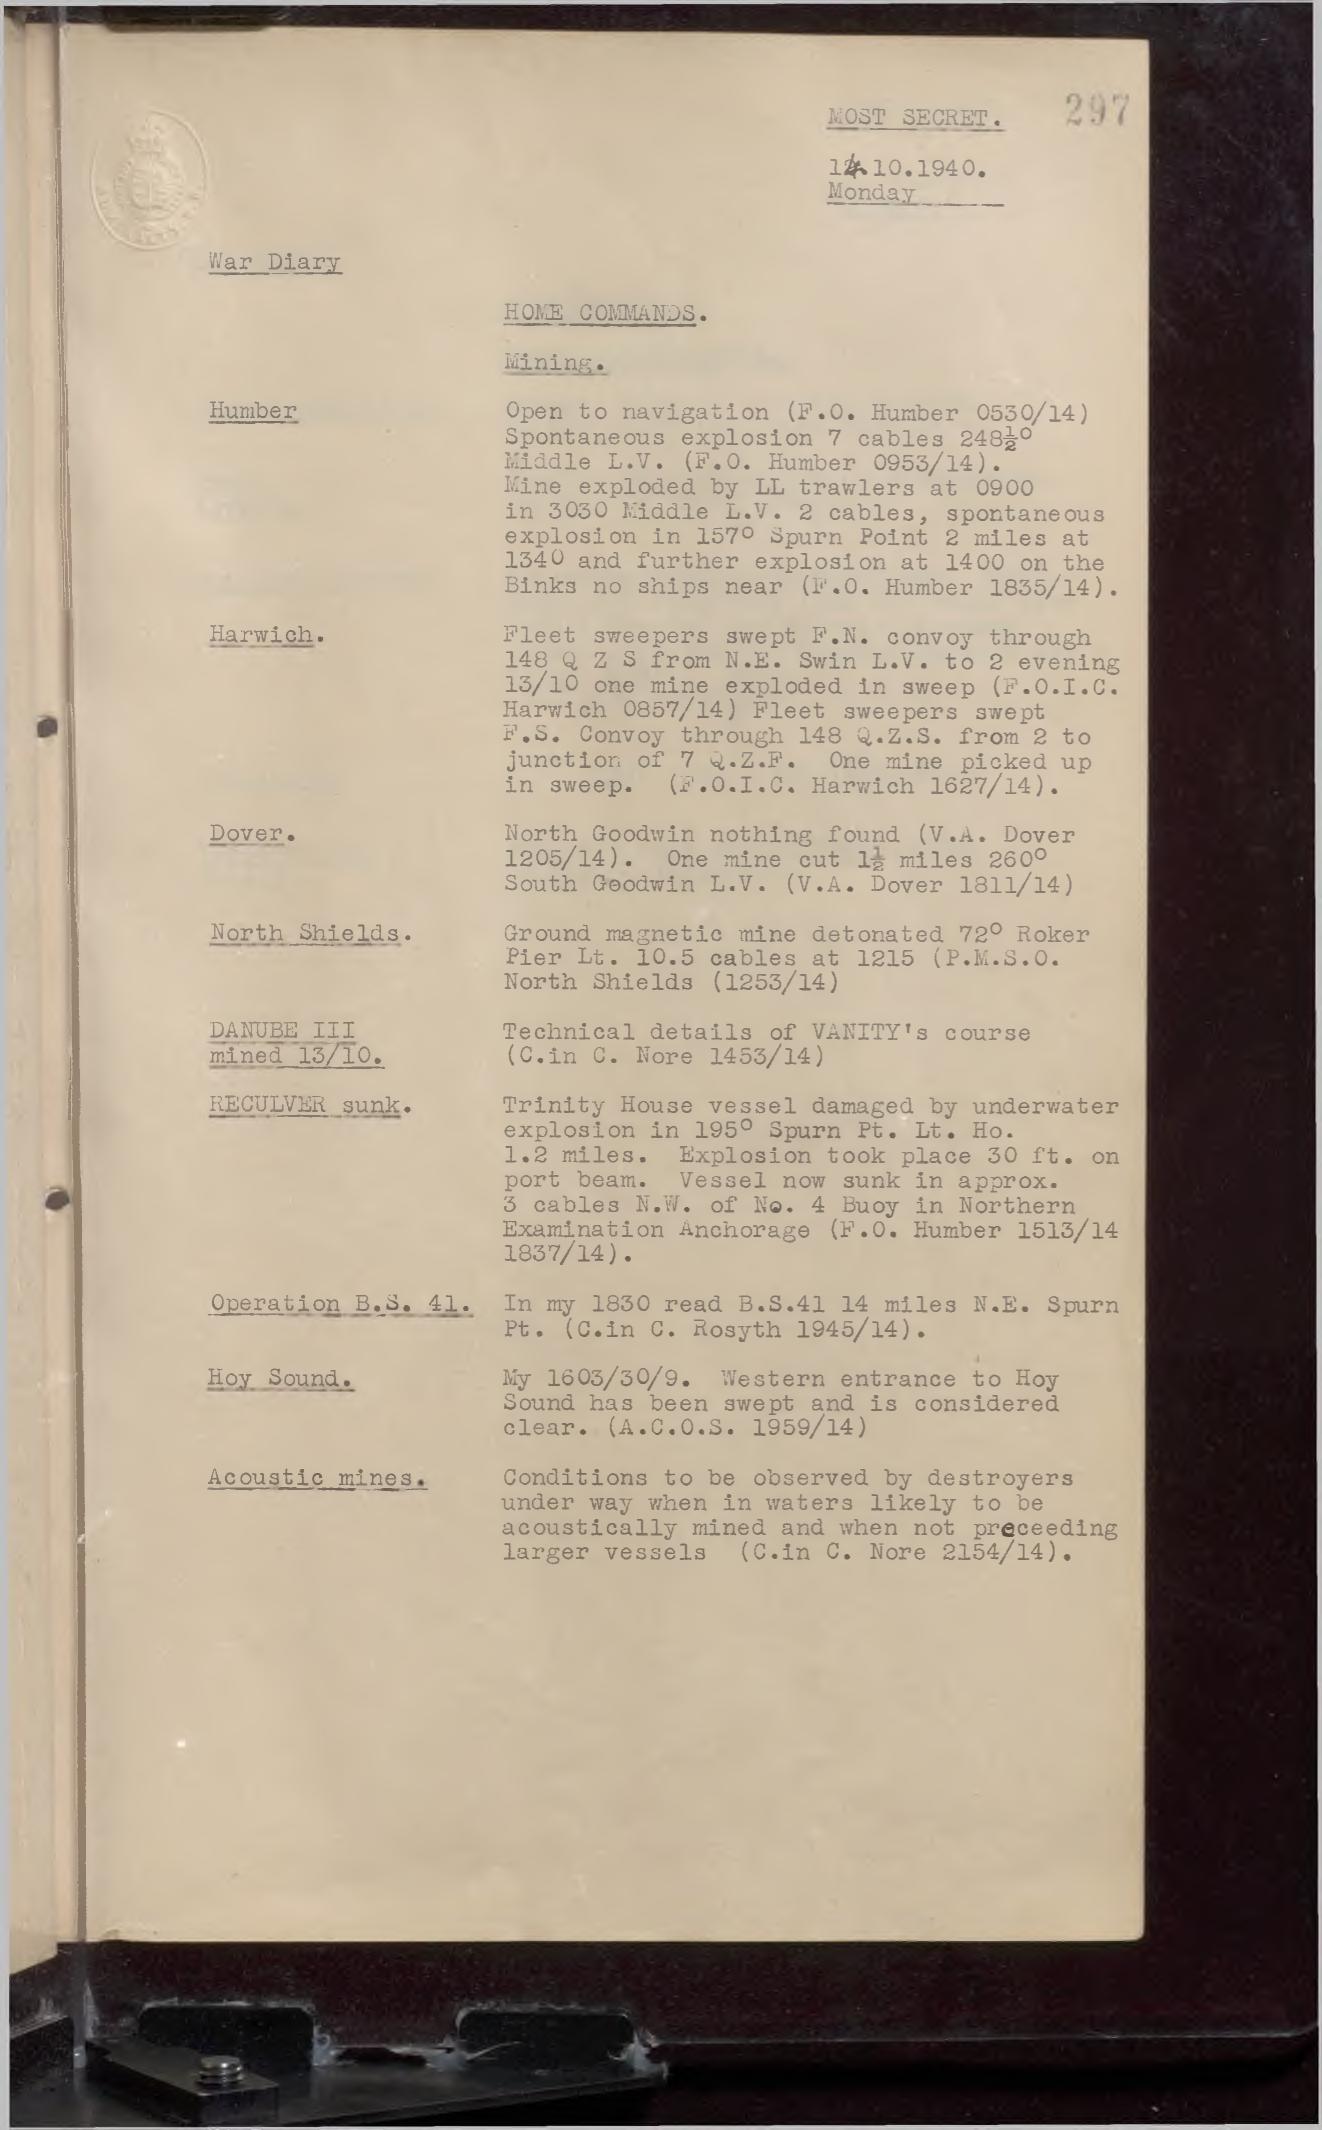 297
MOST SECRET.
14.10.1940.
Monday
War Diary
HOME COMMANDS.
Mining.
Humber
Open to navigation (F.O. Humber 0530/14)
Spontaneous explosion 7 cables 248½°
Middle L.V. (F.O. Humber 0953/14).
Mine exploded by LL trawlers at 0900
in 3030 Middle L.V. 2 cables, spontaneous
explosion in 157° Spurn Point 2 miles at
1340 and further explosion at 1400 on the
Binks no ships near (F.O. Humber 1835/14).
Harwich.
Fleet sweepers swept F.N. convoy through
148 Q Z S from N.E. Swin L.V. to 2 evening
13/10 one mine exploded in sweep (F.O.I.C.
Harwich 0857/14) Fleet sweepers swept
F.S. Convoy through 148 Q.Z.S. from 2 to
junction of 7 Q.Z.F. One mine picked up
in sweep. (F.O.I.C. Harwich 1627/14).
Dover.
North Goodwin nothing found (V.A. Dover
1205/14). One mine cut 1½ miles 260°
South Goodwin L.V. (V.A. Dover 1811/14)
North Shields.
Ground magnetic mine detonated 72° Roker
Pier Lt. 10.5 cables at 1215 (P.M.S.O.
North Shields (1253/14)
DANUBE III
mined 13/10.
Technical details of VANITY's course
(C.in C. Nore 1453/14)
RECULVER sunk.
Trinity House vessel damaged by underwater
explosion in 195° Spurn Pt. Lt. Ho.
1.2 miles. Explosion took place 30 ft. on
port beam. Vessel now sunk in approx.
3 cables N.W. of No. 4 Buoy in Northern
Examination Anchorage (F.O. Humber 1513/14
1837/14).
Operation B.S. 41.
In my 1830 read B.S.41 14 miles N.E. Spurn
Pt. (C.in C. Rosyth 1945/14).
Hoy Sound.
My 1603/30/9. Western entrance to Hoy
Sound has been swept and is considered
clear. (A.C.O.S. 1959/14)
Acoustic mines.
Conditions to be observed by destroyers
under way when in waters likely to be
acoustically mined and when not preceeding
larger vessels (C.in C. Nore 2154/14).